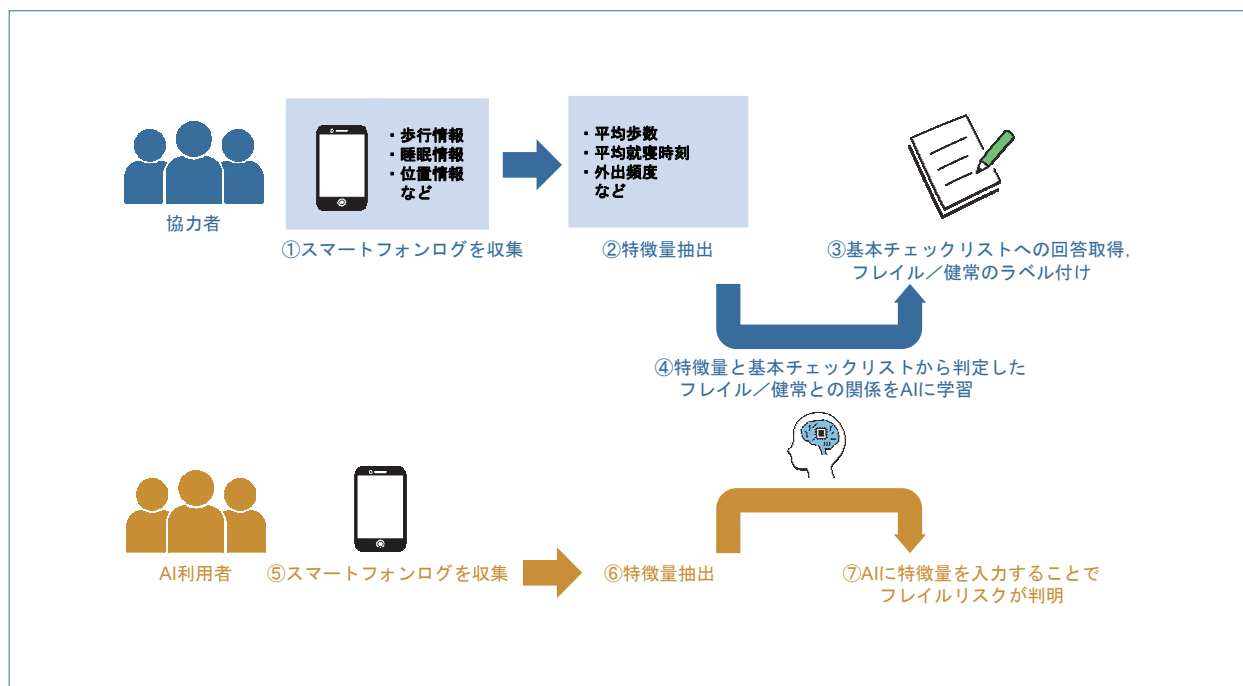 ・歩行情報
・睡眠情報
・位置情報
など
・平均歩数
・平均就寝時刻
・外出頻度
など
協力者
①スマートフォンログを収集
②特徴量抽出
③基本チェックリストへの回答取得,
フレイル／健常のラベル付け
④特徴量と基本チェックリストから判定した
フレイル／健常との関係をAIに学習
AI利用者
⑤スマートフォンログを収集
⑥特徴量抽出
⑦AIに特徴量を入力することで
フレイルリスクが判明